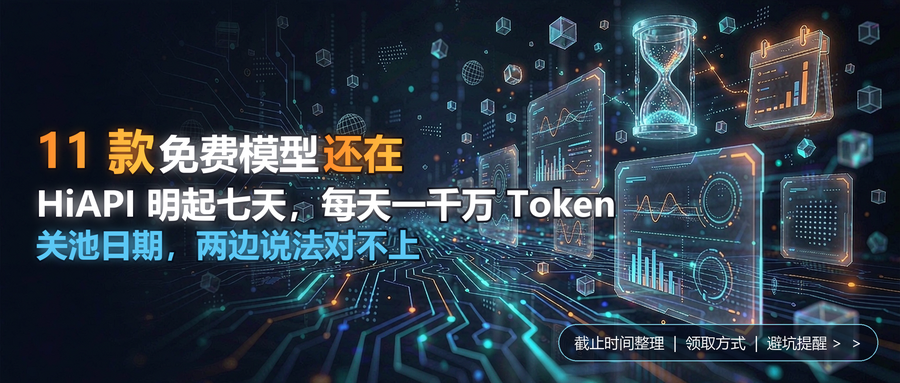 11 款免费模型还在
HiAPI 明起七天，每天一千万 Token
关池日期，两边说法对不上
截止时间整理 | 领取方式 | 避坑提醒 > >